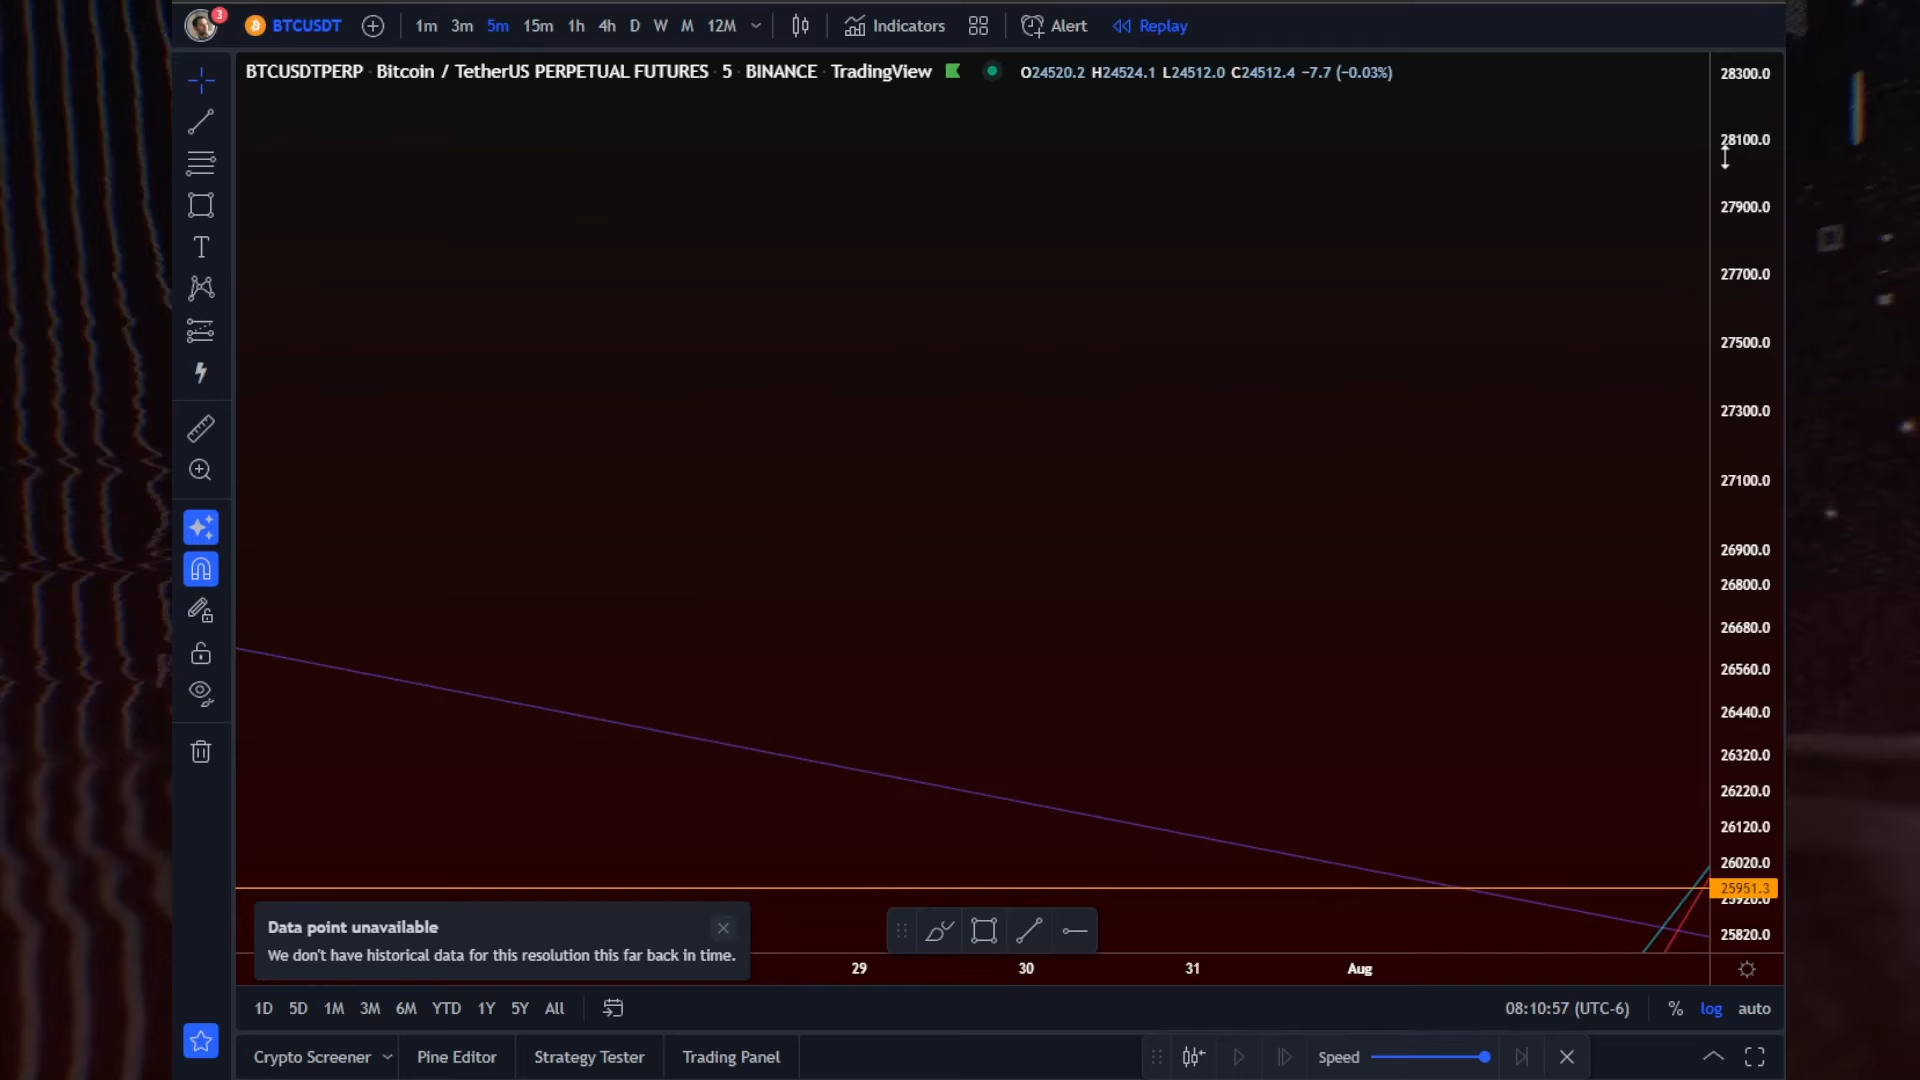 3
BTCUSDT
1m 3m 5m 15m 1h 4h D W M 12M
Indicators
Alert
Replay
BTCUSDTPERP · Bitcoin / TetherUS PERPETUAL FUTURES · 5 · BINANCE · TradingView
O24520.2 H24524.1 L24512.0 C24512.4 −7.7 (−0.03%)
28300.0
28100.0
27900.0
27700.0
27500.0
27300.0
27100.0
26900.0
26800.0
26680.0
26560.0
26440.0
26320.0
26220.0
26120.0
26020.0
25951.3
25920.0
25820.0
Data point unavailable
We don't have historical data for this resolution this far back in time.
29 30 31 Aug
1D 5D 1M 3M 6M YTD 1Y 5Y All
08:10:57 (UTC-6) % log auto
Crypto Screener Pine Editor Strategy Tester Trading Panel
Speed